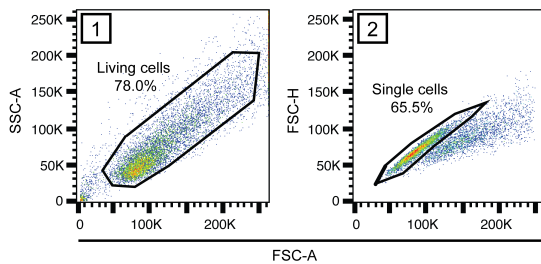 1
2
250K
200K
150K
100K
50K
0
SSC-A
Living cells
78.0%
0
100K
200K
250K
200K
150K
100K
50K
0
FSC-H
Single cells
65.5%
0
100K
200K
FSC-A